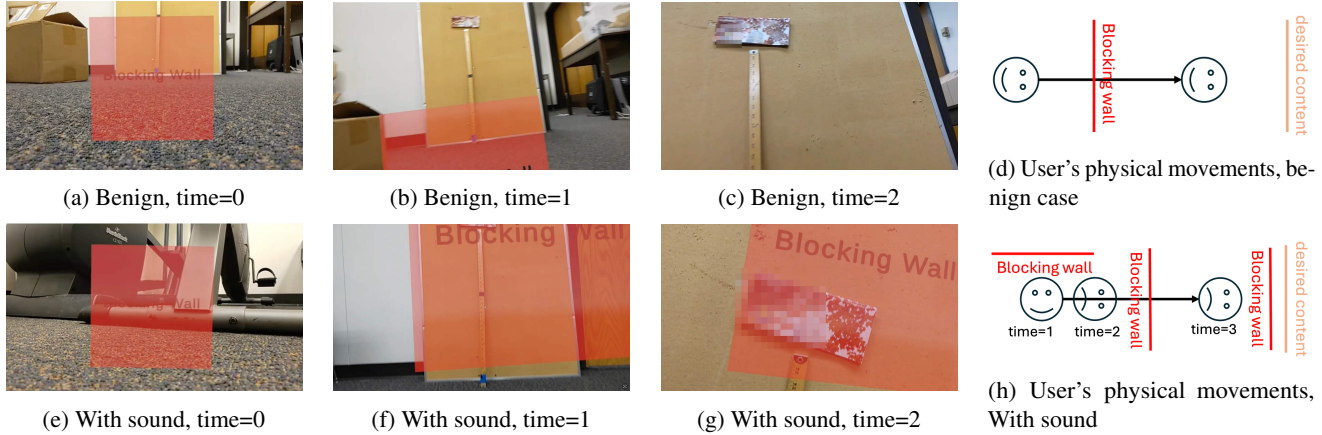 Blocking Wall
(a) Benign, time=0
(b) Benign, time=1
(c) Benign, time=2
Blocking wall
desired content
(d) User's physical movements, be-
nign case
Blocking Wall
(e) With sound, time=0
Blocking Wall
(f) With sound, time=1
Blocking Wall
(g) With sound, time=2
Blocking wall
Blocking wall
Blocking wall
desired content
time=1
time=2
time=3
(h) User's physical movements,
With sound